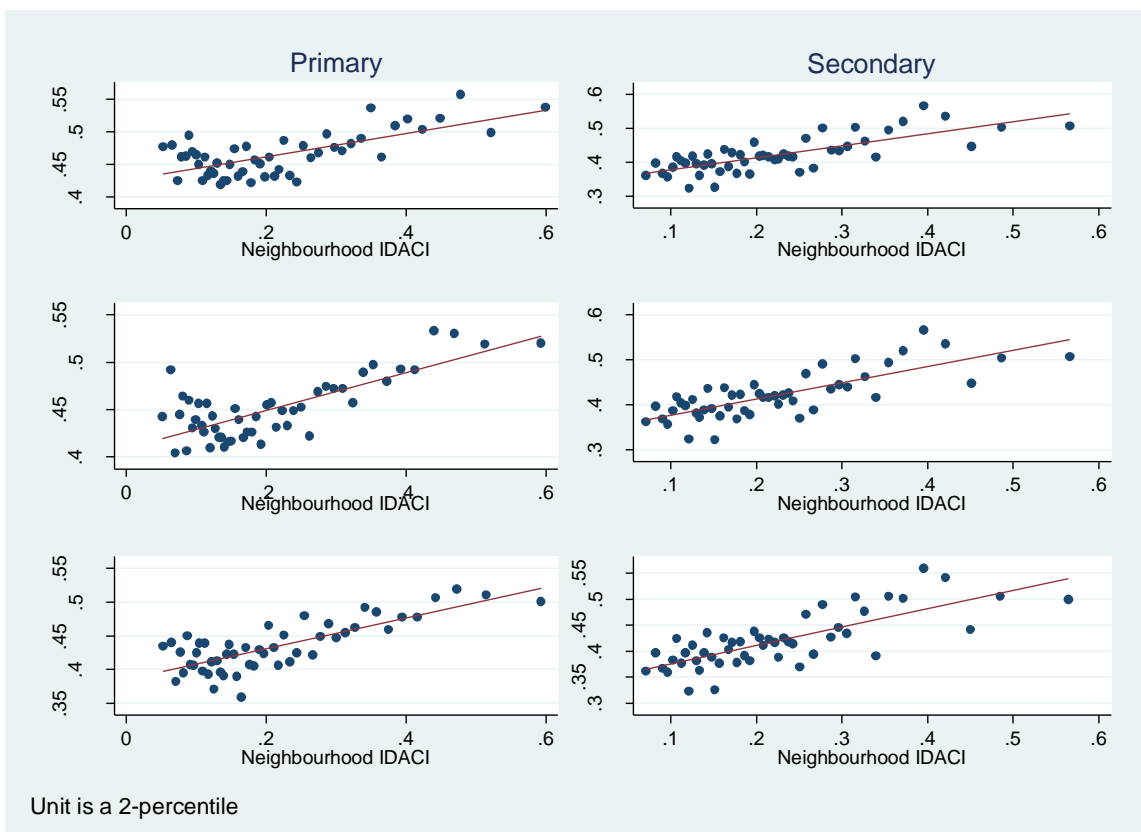 Primary
Secondary
.55
.5
.45
.4
0 .2 .4 .6
Neighbourhood IDACI
.6
.5
.4
.3
.1 .2 .3 .4 .5 .6
Neighbourhood IDACI
.55
.5
.45
.4
0 .2 .4 .6
Neighbourhood IDACI
.6
.5
.4
.3
.1 .2 .3 .4 .5 .6
Neighbourhood IDACI
.55
.5
.45
.4
.35
0 .2 .4 .6
Neighbourhood IDACI
.55
.5
.45
.4
.35
.3
.1 .2 .3 .4 .5 .6
Neighbourhood IDACI
Unit is a 2-percentile